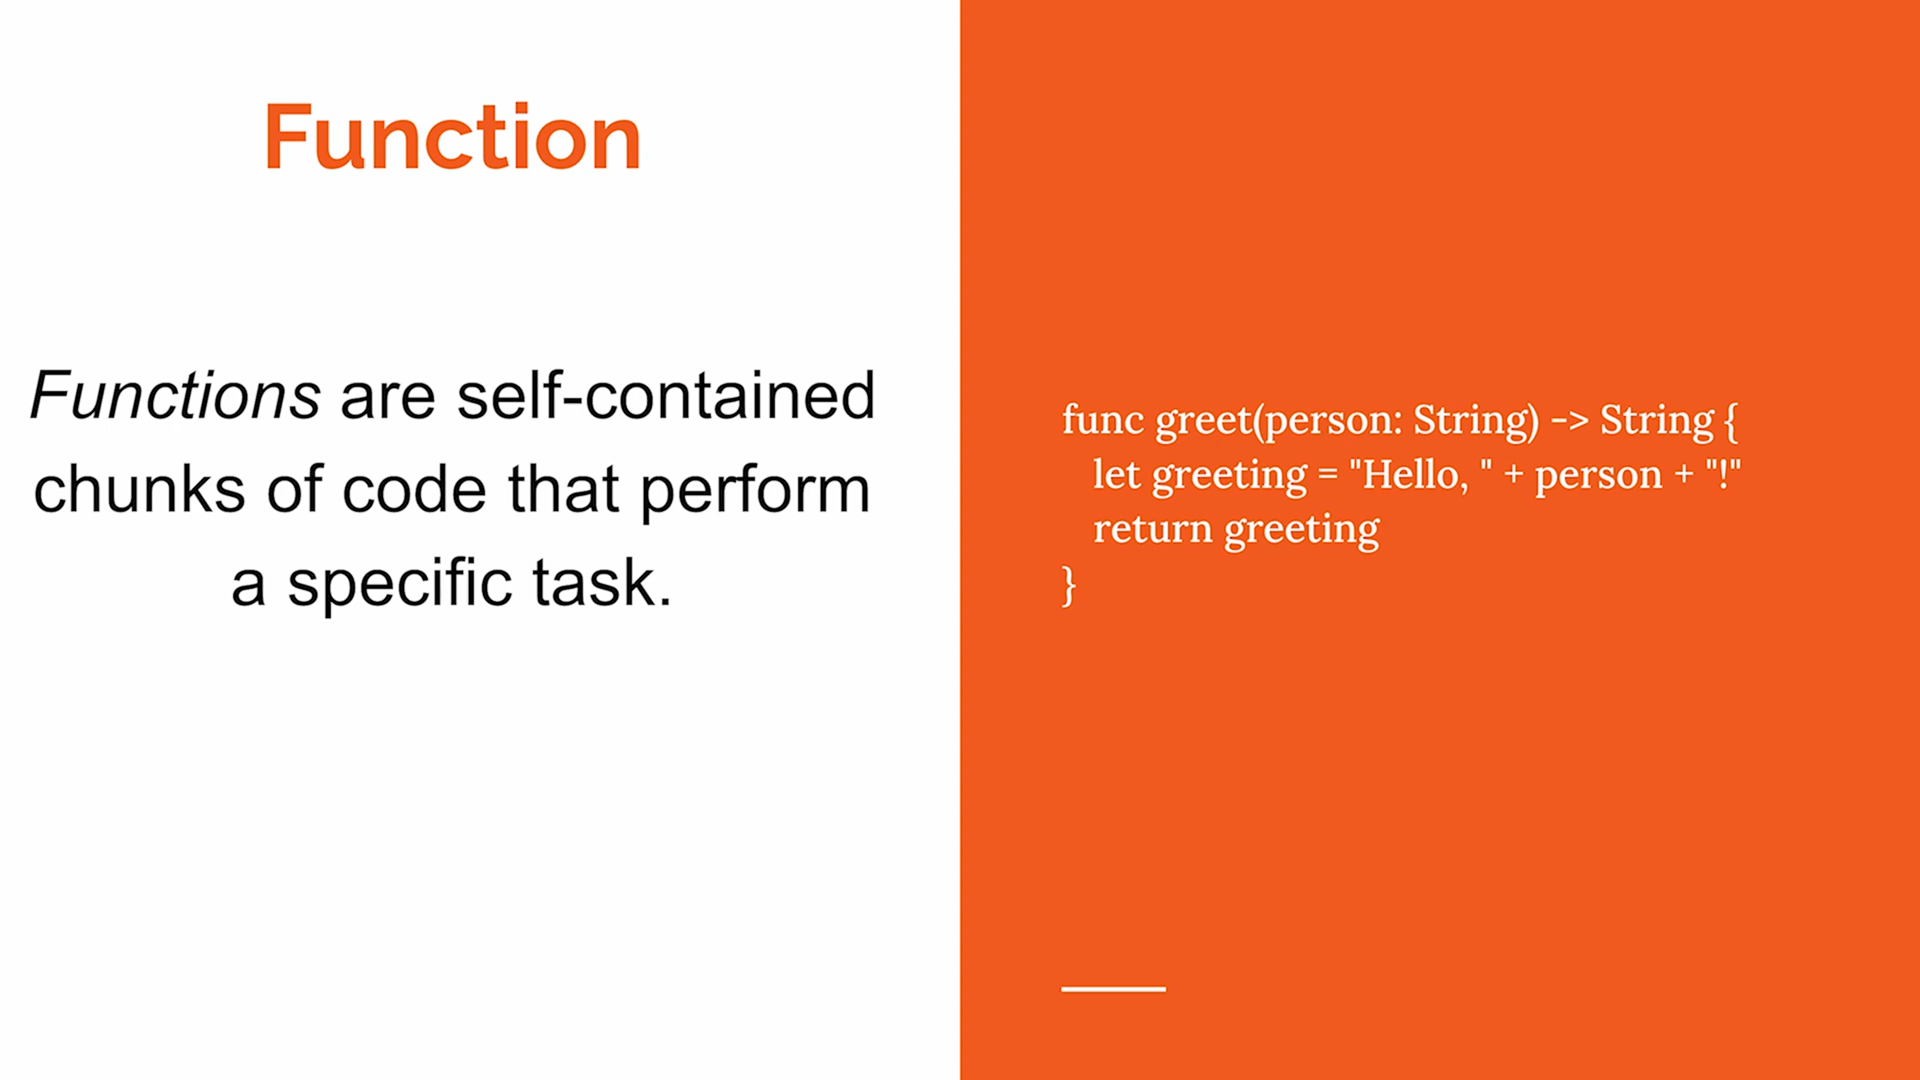 Function
Functions are self-contained
chunks of code that perform
a specific task.
func greet(person: String) -> String {
let greeting = "Hello, " + person + "!"
return greeting
}